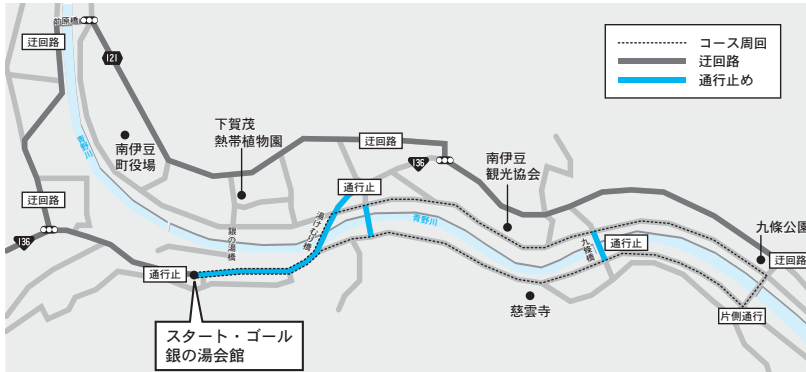 前原橋
迂回路
121
コース周回
迂回路
通行止め
青野川
南伊豆
町役場
下賀茂
熱帯植物園
迂回路
136
南伊豆
観光協会
通行止
迂回路
136
銀の湯橋
湯けむり橋
青野川
九條橋
通行止
九條公園
迂回路
通行止
慈雲寺
片側通行
スタート・ゴール
銀の湯会館